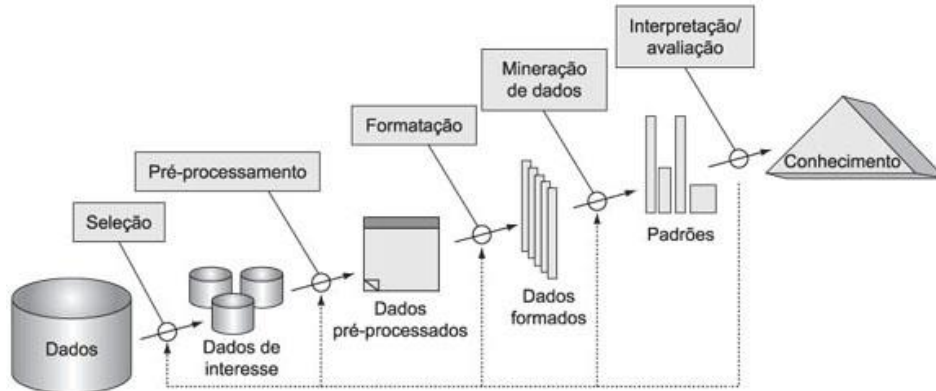 Interpretação/
avaliação
Mineração
de dados
Formatação
Pré-processamento
Seleção
Conhecimento
Padrões
Dados
formados
Dados
pré-processados
Dados de
interesse
Dados